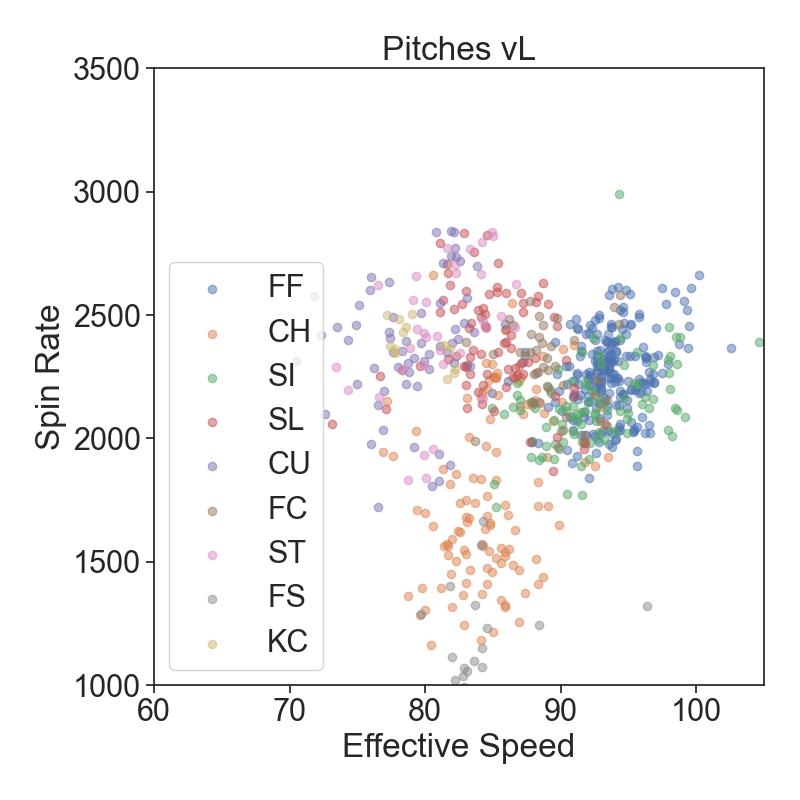 Pitches vL
3500
3000
2500
2000
1500
1000
Spin Rate
FF
CH
SI
SL
CU
FC
ST
FS
KC
60 70 80 90 100
Effective Speed